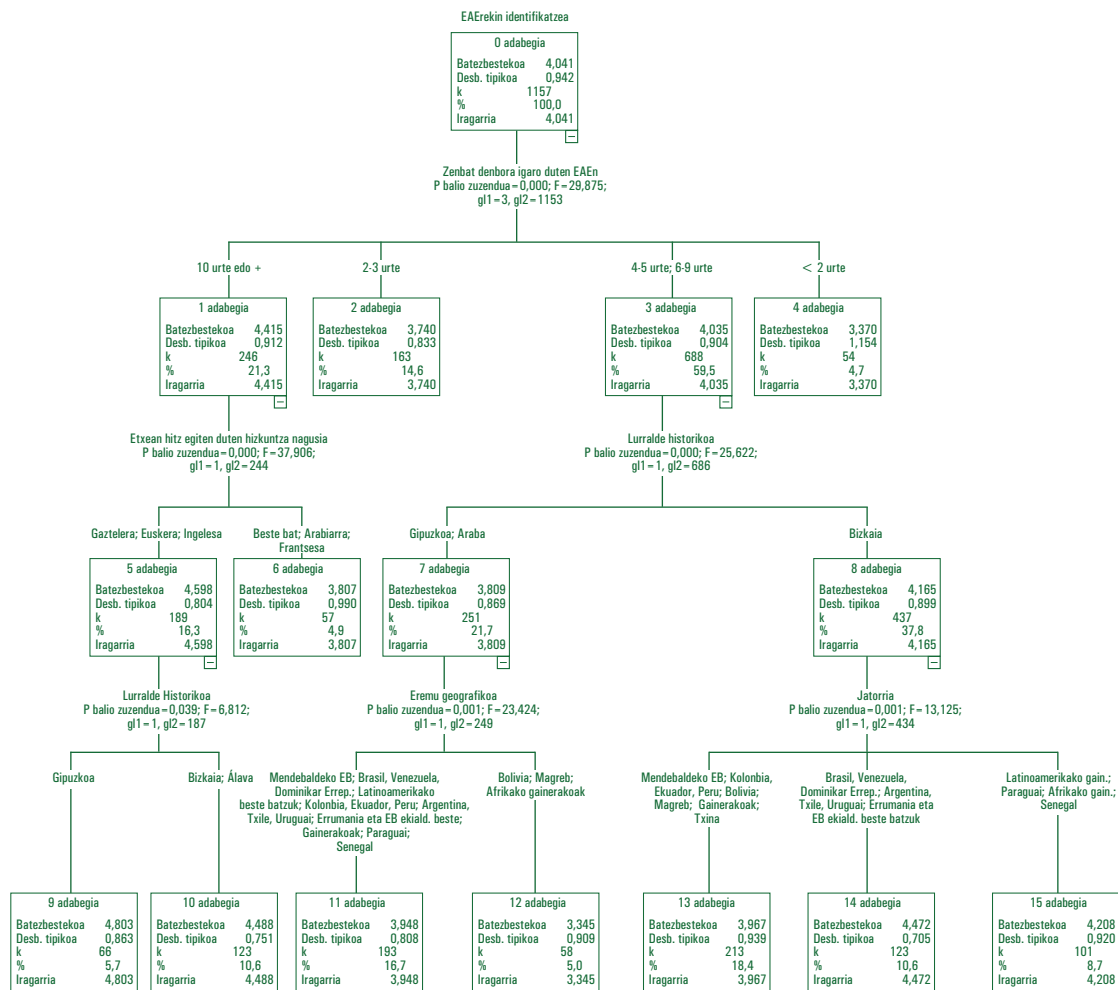 EAErekin identifikatzea
0 adabegia
Batezbestekoa 4,041
Desb. tipikoa 0,942
k 1157
% 100,0
Iragarria 4,041
Zenbat denbora igaro duten EAEn
P balio zuzendua=0,000; F=29,875;
gl1=3, gl2=1153
10 urte edo +
2-3 urte
4-5 urte; 6-9 urte
< 2 urte
1 adabegia
Batezbestekoa 4,415
Desb. tipikoa 0,912
k 246
% 21,3
Iragarria 4,415
2 adabegia
Batezbestekoa 3,740
Desb. tipikoa 0,833
k 163
% 14,6
Iragarria 3,740
3 adabegia
Batezbestekoa 4,035
Desb. tipikoa 0,904
k 688
% 59,5
Iragarria 4,035
4 adabegia
Batezbestekoa 3,370
Desb. tipikoa 1,154
k 54
% 4,7
Iragarria 3,370
Etxean hitz egiten duten hizkuntza nagusia
P balio zuzendua=0,000; F=37,906;
gl1=1, gl2=244
Lurralde historikoa
P balio zuzendua=0,000; F=25,622;
gl1=1, gl2=686
Gaztelera; Euskera; Ingelesa
Beste bat; Arabiarra;
Frantsesa
Gipuzkoa; Araba
Bizkaia
5 adabegia
Batezbestekoa 4,598
Desb. tipikoa 0,804
k 189
% 16,3
Iragarria 4,598
6 adabegia
Batezbestekoa 3,807
Desb. tipikoa 0,990
k 57
% 4,9
Iragarria 3,807
7 adabegia
Batezbestekoa 3,809
Desb. tipikoa 0,869
k 251
% 21,7
Iragarria 3,809
8 adabegia
Batezbestekoa 4,165
Desb. tipikoa 0,899
k 437
% 37,8
Iragarria 4,165
Lurralde Historikoa
P balio zuzendua=0,039; F=6,812;
gl1=1, gl2=187
Eremu geografikoa
P balio zuzendua=0,001; F=23,424;
gl1=1, gl2=249
Jatorria
P balio zuzendua=0,001; F=13,125;
gl1=1, gl2=434
Gipuzkoa
Bizkaia; Álava
Mendebaldeko EB; Brasil, Venezuela,
Dominikar Errep.; Latinoamerikako
beste batzuk; Kolonbia, Ekuador, Peru; Argentina,
Txile, Uruguai; Errumania eta EB ekiald. beste;
Gainerakoak; Paraguai;
Senegal
Bolivia; Magreb;
Afrikako gainerakoak
Mendebaldeko EB; Kolonbia,
Ekuador, Peru; Bolivia;
Magreb; Gainerakoak;
Txina
Brasil, Venezuela,
Dominikar Errep.; Argentina,
Txile, Uruguai; Errumania eta
EB ekiald. beste batzuk
Latinoamerikako gain.;
Paraguai; Afrikako gain.;
Senegal
9 adabegia
Batezbestekoa 4,803
Desb. tipikoa 0,863
k 66
% 5,7
Iragarria 4,803
10 adabegia
Batezbestekoa 4,488
Desb. tipikoa 0,751
k 123
% 10,6
Iragarria 4,488
11 adabegia
Batezbestekoa 3,948
Desb. tipikoa 0,808
k 193
% 16,7
Iragarria 3,948
12 adabegia
Batezbestekoa 3,345
Desb. tipikoa 0,909
k 58
% 5,0
Iragarria 3,345
13 adabegia
Batezbestekoa 3,967
Desb. tipikoa 0,939
k 213
% 18,4
Iragarria 3,967
14 adabegia
Batezbestekoa 4,472
Desb. tipikoa 0,705
k 123
% 10,6
Iragarria 4,472
15 adabegia
Batezbestekoa 4,208
Desb. tipikoa 0,920
k 101
% 8,7
Iragarria 4,208